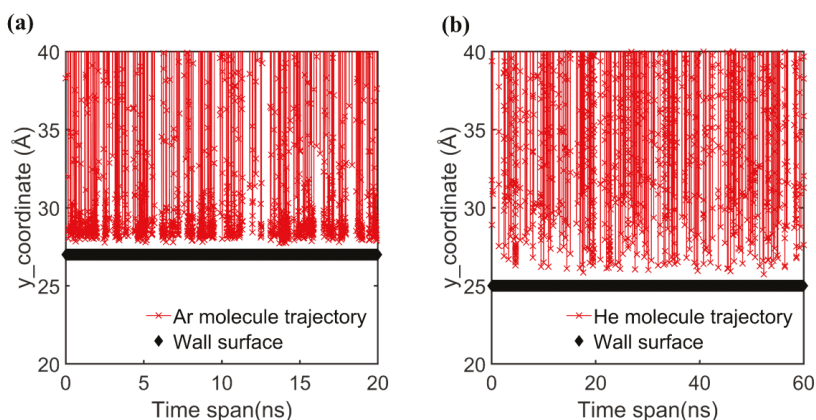 (a)
40
35
30
25
20
y_coordinate (Å)
Ar molecule trajectory
Wall surface
0 5 10 15 20
Time span(ns)
(b)
40
35
30
25
20
y_coordinate (Å)
He molecule trajectory
Wall surface
0 20 40 60
Time span(ns)